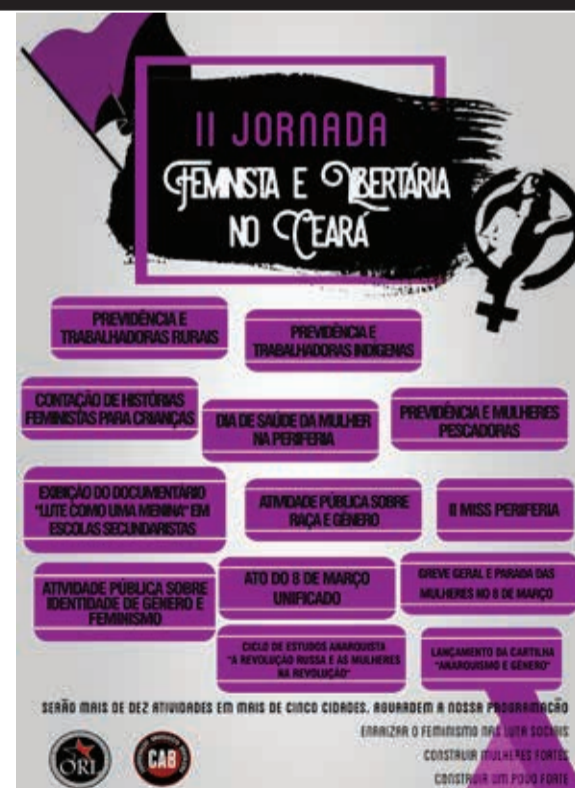 II JORNADA
FEMINISTA E LIBERTÁRIA
NO CEARÁ
PREVIDÊNCIA E
TRABALHADORAS RURAIS
PREVIDÊNCIA E
TRABALHADORAS INDIGENAS
CONTAÇÃO DE HISTÓRIAS
FEMINISTAS PARA CRIANÇAS
DIA DE SAÚDE DA MULHER
NA PERIFERIA
PREVIDÊNCIA E MULHERES
PESCADORAS
EXIBIÇÃO DO DOCUMENTÁRIO
"LUTE COMO UMA MENINA" EM
ESCOLAS SECUNDARISTAS
ATIVIDADE PÚBLICA SOBRE
RAÇA E GÊNERO
II MISS PERIFERIA
ATIVIDADE PÚBLICA SOBRE
IDENTIDADE DE GÊNERO E
FEMINISMO
ATO DO 8 DE MARÇO
UNIFICADO
GREVE GERAL E PARADA DAS
MULHERES NO 8 DE MARÇO
CICLO DE ESTUDOS ANARQUISTA
"A REVOLUÇÃO RUSSA E AS MULHERES
NA REVOLUÇÃO"
LANÇAMENTO DA CARTILHA
"ANARQUISMO E GÊNERO"
SERÃO MAIS DE DEZ ATIVIDADES EM MAIS DE CINCO CIDADES. AGUARDEM A NOSSA PROGRAMAÇÃO
ENRAIZAR O FEMINISMO NAS LUTA SOCIAIS
CONSTRUIR MULHERES FORTES
CONSTRUIR UM POVO FORTE
ORL
CAB